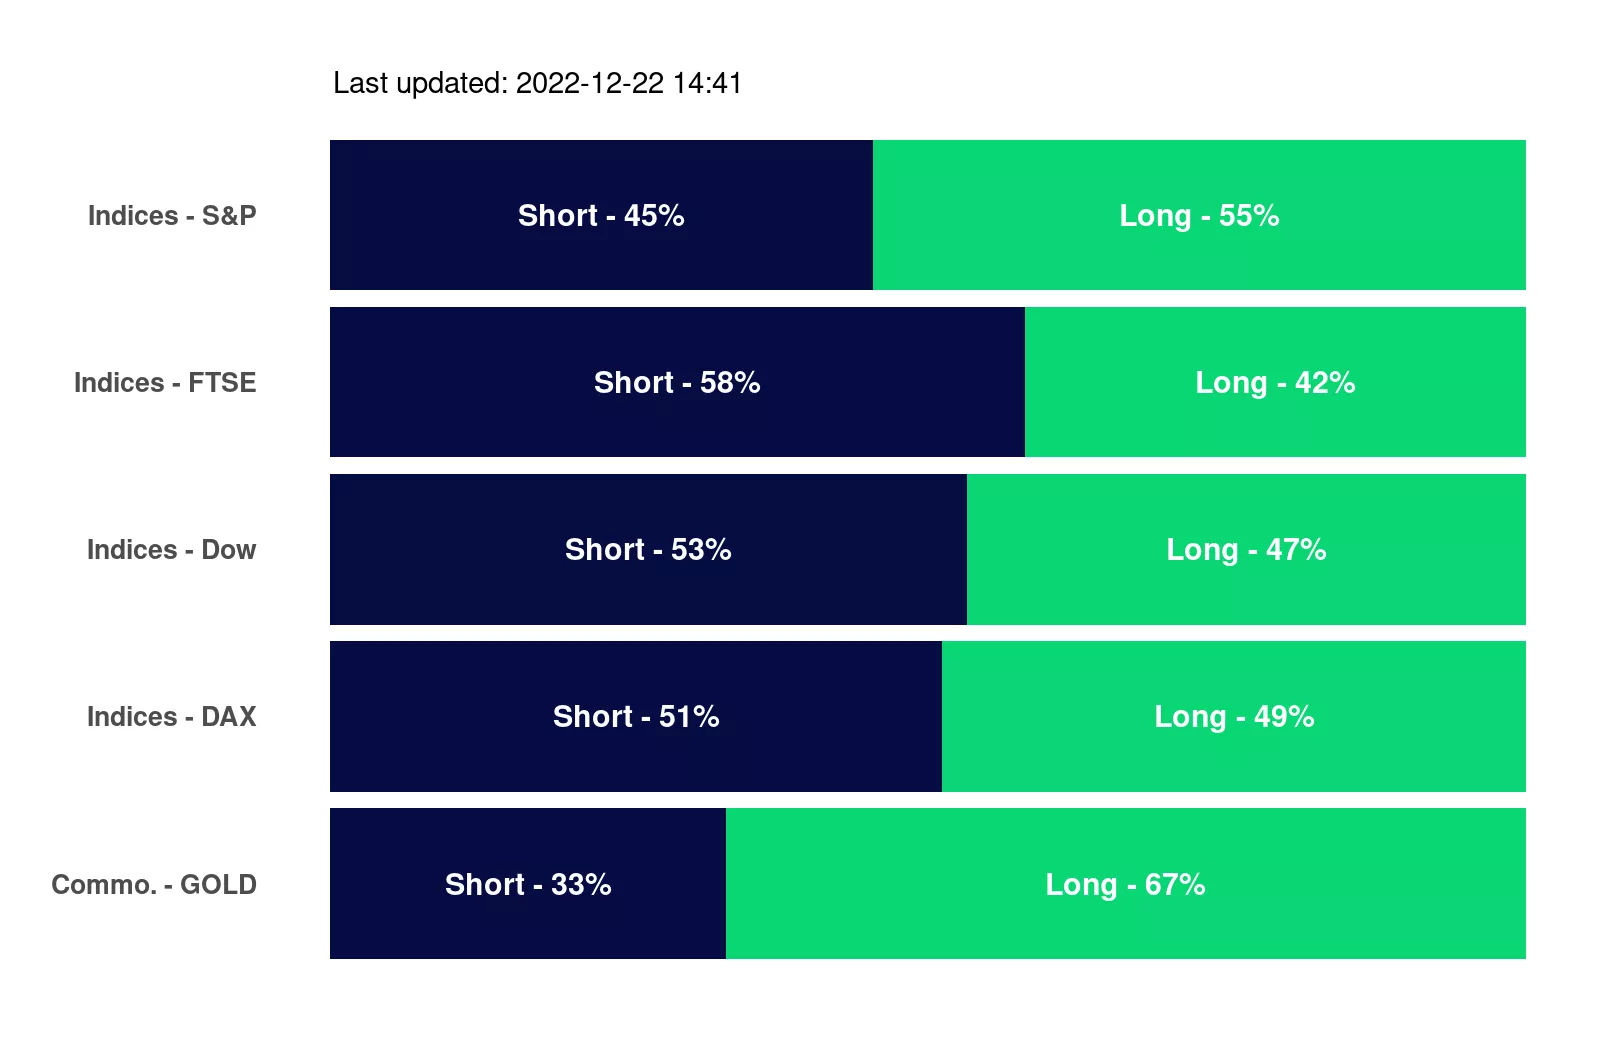 Last updated: 2022-12-22 14:41
Indices - S&P Short - 45% Long - 55%
Indices - FTSE Short - 58% Long - 42%
Indices - Dow Short - 53% Long - 47%
Indices - DAX Short - 51% Long - 49%
Commo. - GOLD Short - 33% Long - 67%